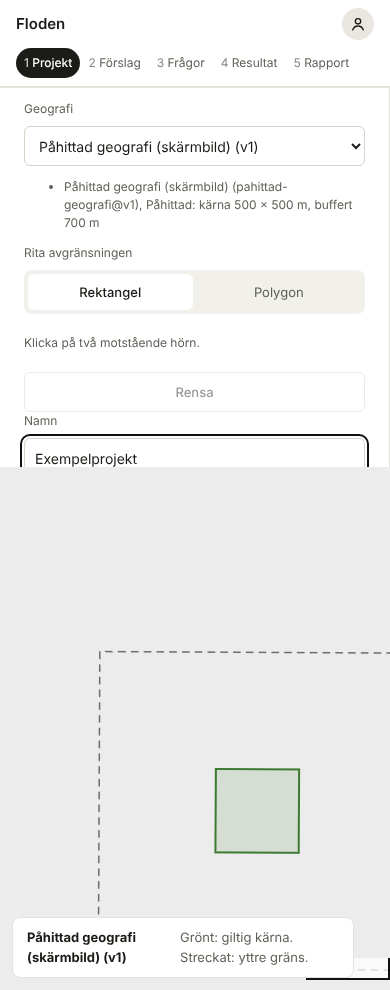 Floden
1 Projekt
2 Förslag
3 Frågor
4 Resultat
5 Rapport
Geografi
Påhittad geografi (skärmbild) (v1)
• Påhittad geografi (skärmbild) (pahittad-
geografi@v1), Påhittad: kärna 500 × 500 m, buffert
700 m
Rita avgränsningen
Rektangel
Polygon
Klicka på två motstående hörn.
Rensa
Namn
Exempelprojekt
Påhittad geografi
(skärmbild) (v1)
Grönt: giltig kärna.
Streckat: yttre gräns.